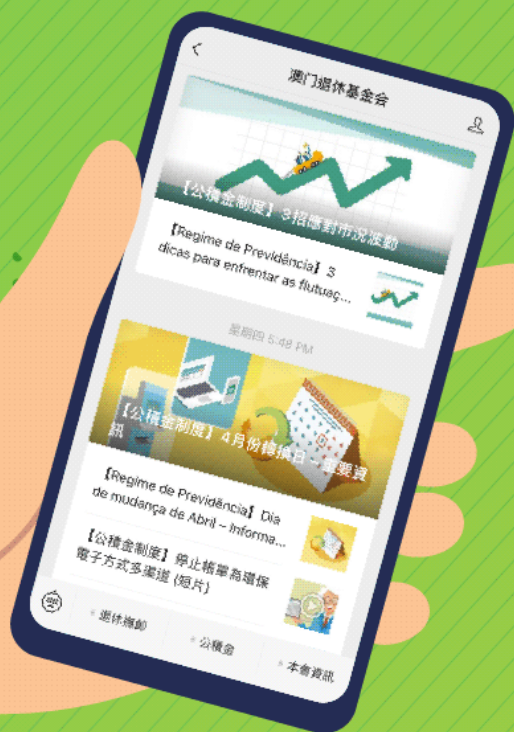 澳门退休基金会
【公積金制度】3招應對市況波動
【Regime de Previdência】3
dicas para enfrentar as flutuaç...
星期四 5:48 PM
【公積金制度】4月份轉換日 – 重要資
訊
【Regime de Previdência】Dia
de mudança de Abril – Informa...
【公積金制度】停止帳單為環保
電子方式多渠道 (短片)
退休撫卹
公積金
本會資訊